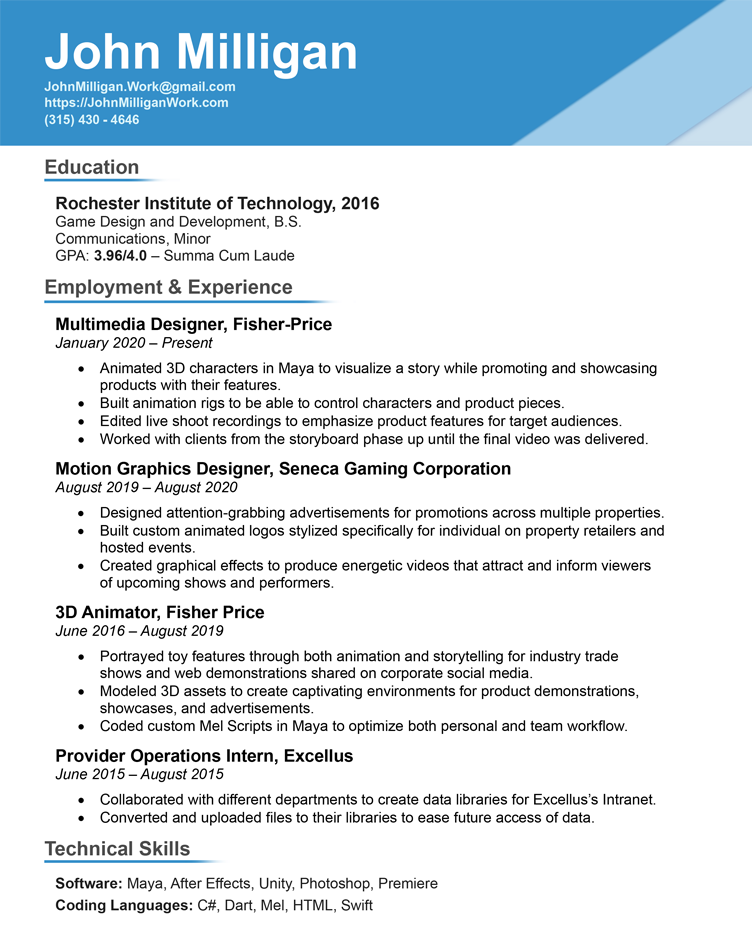 John Milligan
JohnMilligan.Work@gmail.com
https://JohnMilliganWork.com
(315) 430 - 4646
Education
Rochester Institute of Technology, 2016
Game Design and Development, B.S.
Communications, Minor
GPA: 3.96/4.0 – Summa Cum Laude
Employment & Experience
Multimedia Designer, Fisher-Price
January 2020 – Present
• Animated 3D characters in Maya to visualize a story while promoting and showcasing
products with their features.
• Built animation rigs to be able to control characters and product pieces.
• Edited live shoot recordings to emphasize product features for target audiences.
• Worked with clients from the storyboard phase up until the final video was delivered.
Motion Graphics Designer, Seneca Gaming Corporation
August 2019 – August 2020
• Designed attention-grabbing advertisements for promotions across multiple properties.
• Built custom animated logos stylized specifically for individual on property retailers and
hosted events.
• Created graphical effects to produce energetic videos that attract and inform viewers
of upcoming shows and performers.
3D Animator, Fisher Price
June 2016 – August 2019
• Portrayed toy features through both animation and storytelling for industry trade
shows and web demonstrations shared on corporate social media.
• Modeled 3D assets to create captivating environments for product demonstrations,
showcases, and advertisements.
• Coded custom Mel Scripts in Maya to optimize both personal and team workflow.
Provider Operations Intern, Excellus
June 2015 – August 2015
• Collaborated with different departments to create data libraries for Excellus’s Intranet.
• Converted and uploaded files to their libraries to ease future access of data.
Technical Skills
Software: Maya, After Effects, Unity, Photoshop, Premiere
Coding Languages: C#, Dart, Mel, HTML, Swift